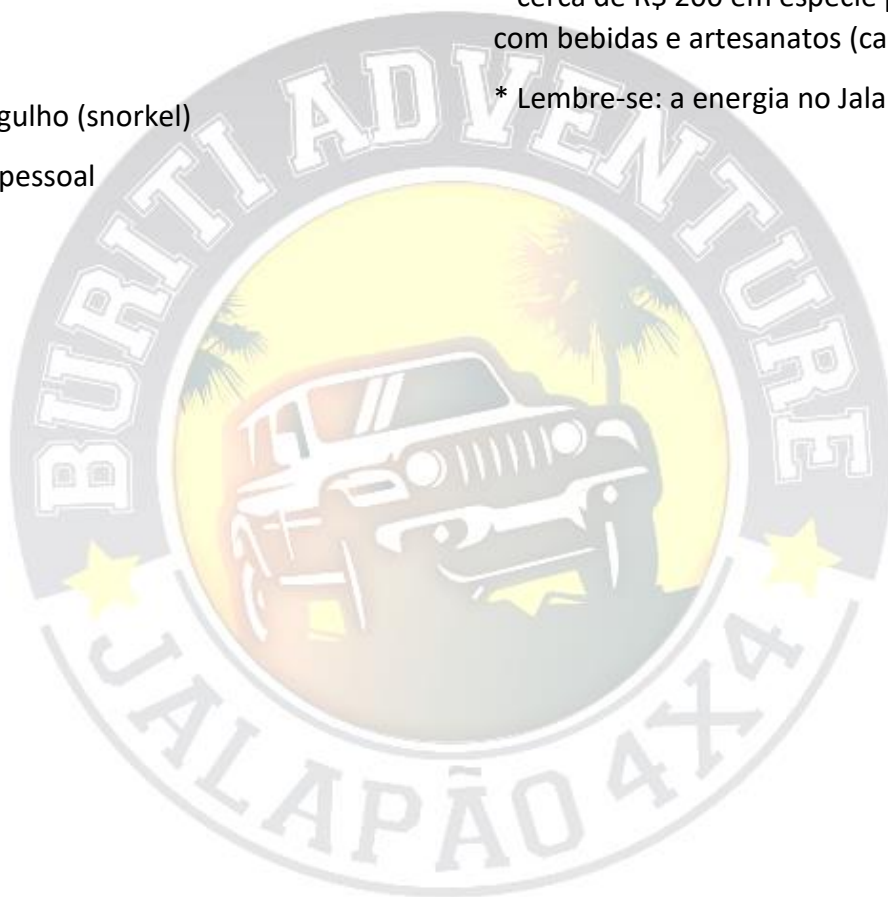 gulho (snorkel)
pessoal
cerca de R$ em espécie p
com bebidas e artesanatos (ca
* Lembre-se: a energia no Jala
BURITI ADVENTURE
JALAPÃO 4X4